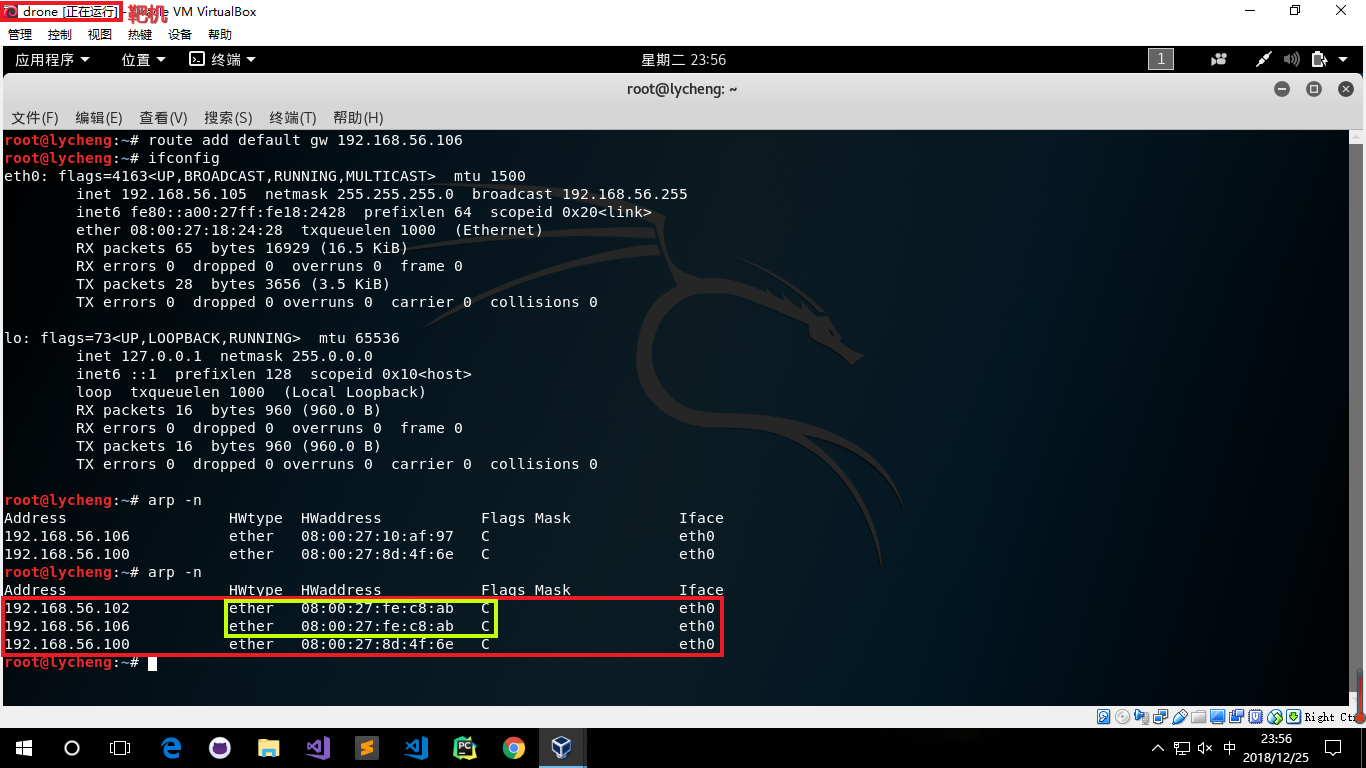 drone [正在运行] - Oracle VM VirtualBox
靶机
管理 控制 视图 热键 设备 帮助
应用程序 位置 终端 星期二 23:56 1
root@lycheng: ~
文件(F) 编辑(E) 查看(V) 搜索(S) 终端(T) 帮助(H)
root@lycheng:~# route add default gw 192.168.56.106
root@lycheng:~# ifconfig
eth0: flags=4163<UP,BROADCAST,RUNNING,MULTICAST>  mtu 1500
        inet 192.168.56.105  netmask 255.255.255.0  broadcast 192.168.56.255
        inet6 fe80::a00:27ff:fe18:2428  prefixlen 64  scopeid 0x20<link>
        ether 08:00:27:18:24:28  txqueuelen 1000  (Ethernet)
        RX packets 65  bytes 16929 (16.5 KiB)
        RX errors 0  dropped 0  overruns 0  frame 0
        TX packets 28  bytes 3656 (3.5 KiB)
        TX errors 0  dropped 0 overruns 0  carrier 0  collisions 0
lo: flags=73<UP,LOOPBACK,RUNNING>  mtu 65536
        inet 127.0.0.1  netmask 255.0.0.0
        inet6 ::1  prefixlen 128  scopeid 0x10<host>
        loop  txqueuelen 1000  (Local Loopback)
        RX packets 16  bytes 960 (960.0 B)
        RX errors 0  dropped 0  overruns 0  frame 0
        TX packets 16  bytes 960 (960.0 B)
        TX errors 0  dropped 0 overruns 0  carrier 0  collisions 0
root@lycheng:~# arp -n
Address                  HWtype  HWaddress           Flags Mask            Iface
192.168.56.106           ether   08:00:27:10:af:97   C                     eth0
192.168.56.100           ether   08:00:27:8d:4f:6e   C                     eth0
root@lycheng:~# arp -n
Address                  HWtype  HWaddress           Flags Mask            Iface
192.168.56.102           ether   08:00:27:fe:c8:ab   C                     eth0
192.168.56.106           ether   08:00:27:fe:c8:ab   C                     eth0
192.168.56.100           ether   08:00:27:8d:4f:6e   C                     eth0
root@lycheng:~#
Right Ctrl
中 23:56
2018/12/25